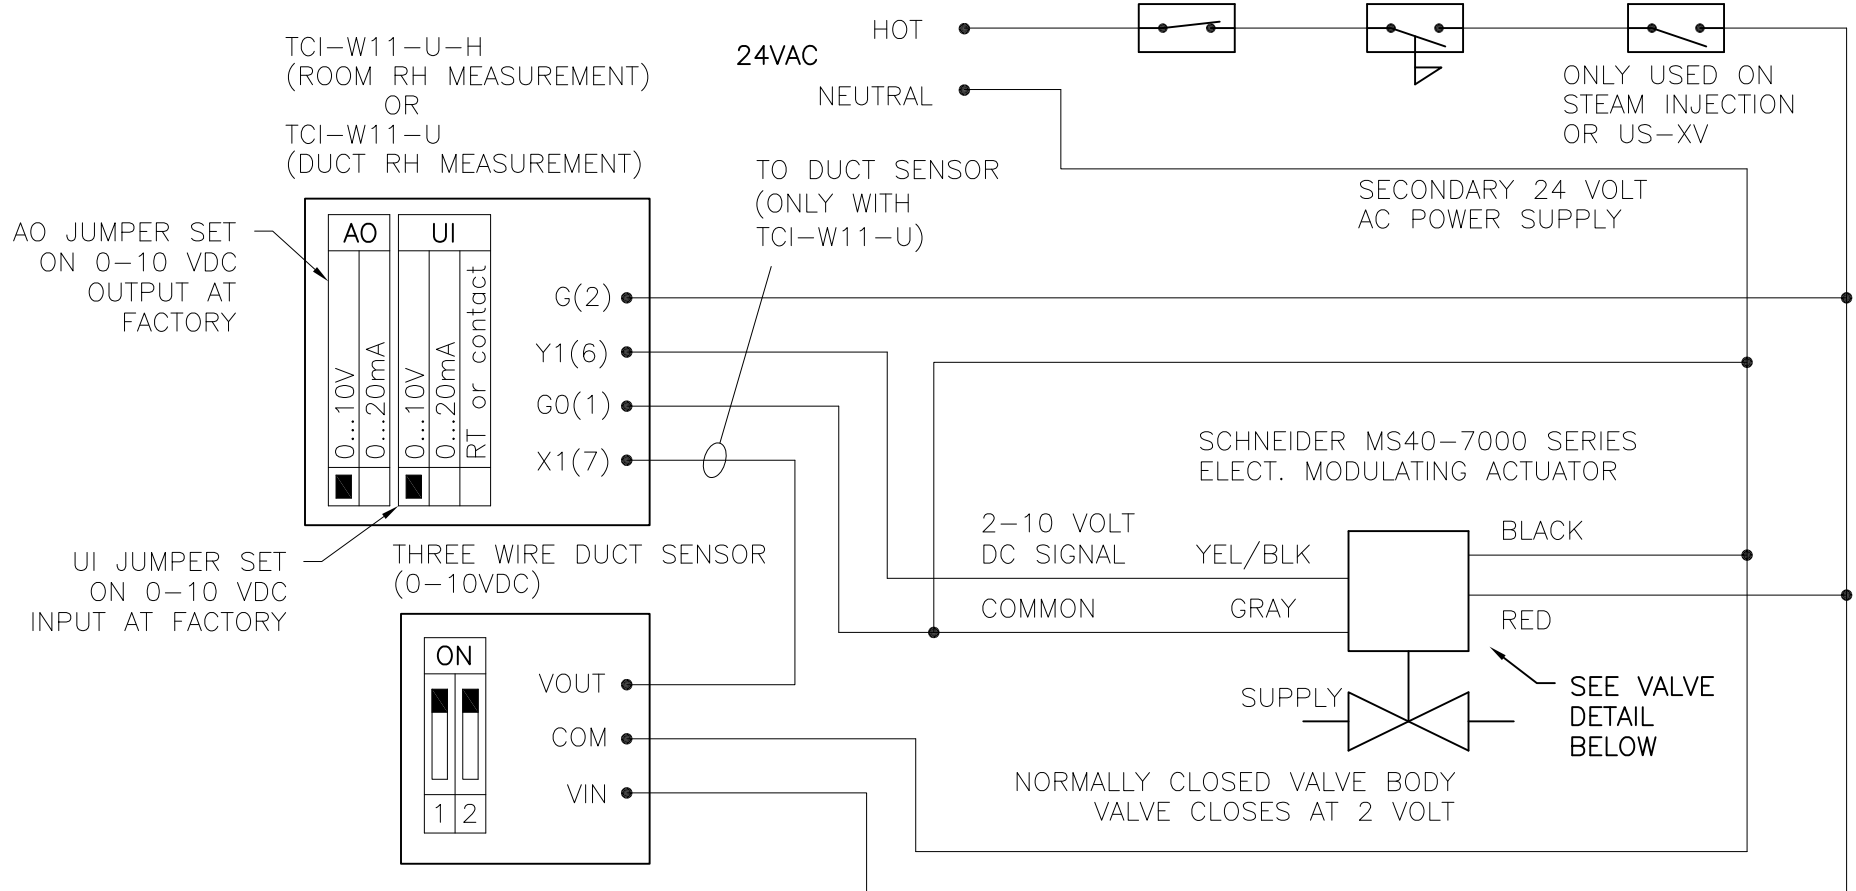 TCI-W11-U-H
(ROOM RH MEASUREMENT)
OR
TCI-W11-U
(DUCT RH MEASUREMENT)
24VAC
HOT
NEUTRAL
ONLY USED ON
STEAM INJECTION
OR US-XV
TO DUCT SENSOR
(ONLY WITH
TCI-W11-U)
SECONDARY 24 VOLT
AC POWER SUPPLY
AO JUMPER SET
ON 0-10 VDC
OUTPUT AT
FACTORY
AO
UI
0...10V
0...20mA
0...10V
0...20mA
RT or contact
G(2)
Y1(6)
G0(1)
X1(7)
UI JUMPER SET
ON 0-10 VDC
INPUT AT FACTORY
THREE WIRE DUCT SENSOR
(0-10VDC)
SCHNEIDER MS40-7000 SERIES
ELECT. MODULATING ACTUATOR
2-10 VOLT
DC SIGNAL
YEL/BLK
COMMON
GRAY
BLACK
RED
ON
1
2
VOUT
COM
VIN
SUPPLY
SEE VALVE
DETAIL
BELOW
NORMALLY CLOSED VALVE BODY
VALVE CLOSES AT 2 VOLT